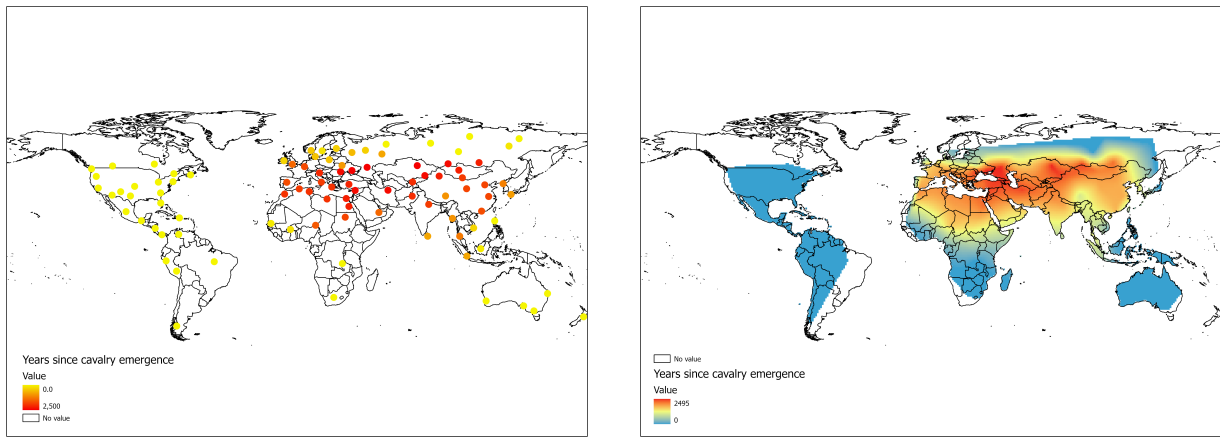 Years since cavalry emergence
Value
0.0
2,500
No value
No value
Years since cavalry emergence
Value
2495
0